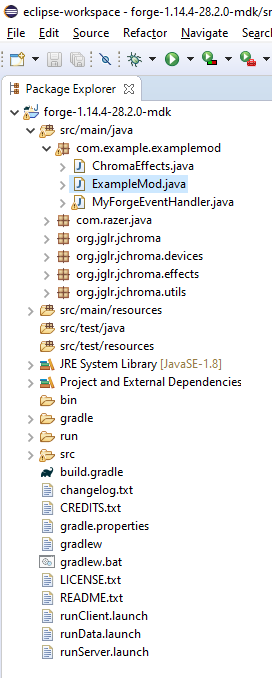 eclipse-workspace - forge-1.14.4-28.2.0-mdk/sr
File Edit Source Refactor Navigate Searc
Package Explorer
forge-1.14.4-28.2.0-mdk
src/main/java
com.example.examplemod
ChromaEffects.java
ExampleMod.java
MyForgeEventHandler.java
com.razer.java
org.jglr.jchroma
org.jglr.jchroma.devices
org.jglr.jchroma.effects
org.jglr.jchroma.utils
src/main/resources
src/test/java
src/test/resources
JRE System Library [JavaSE-1.8]
Project and External Dependencies
bin
gradle
run
src
build.gradle
changelog.txt
CREDITS.txt
gradle.properties
gradlew
gradlew.bat
LICENSE.txt
README.txt
runClient.launch
runData.launch
runServer.launch